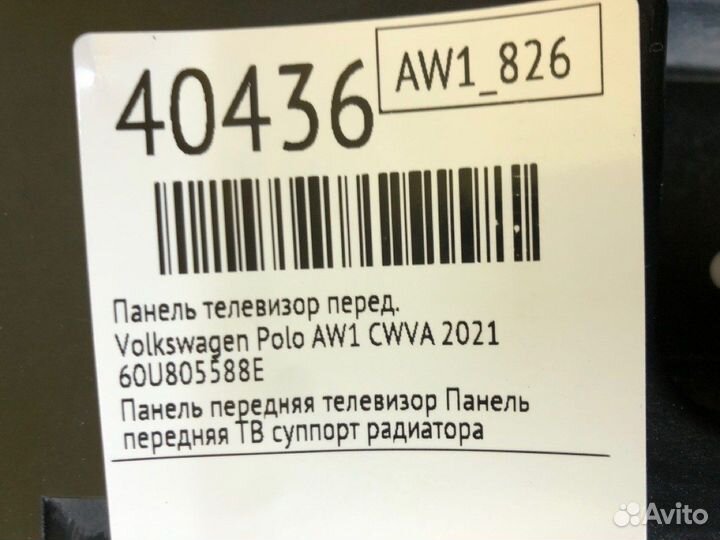 40436
AW1_826
Панель телевизор перед.
Volkswagen Polo AW1 CWVA 2021
60U805588E
Панель передняя телевизор Панель
передняя ТВ суппорт радиатора
Avito